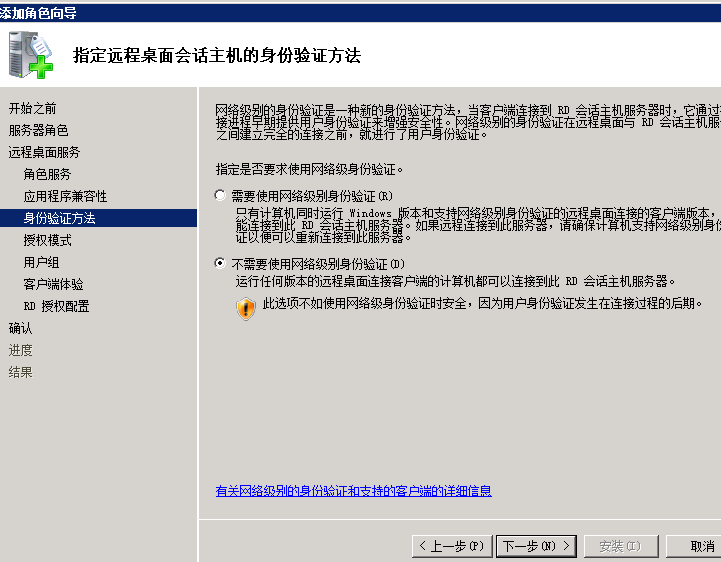 添加角色向导
指定远程桌面会话主机的身份验证方法
开始之前
服务器角色
远程桌面服务
角色服务
应用程序兼容性
身份验证方法
授权模式
用户组
客户端体验
RD 授权配置
确认
进度
结果
网络级别的身份验证是一种新的身份验证方法，当客户端连接到 RD 会话主机服务器时，它通过
接进程早期提供用户身份验证来增强安全性。网络级别的身份验证在远程桌面与 RD 会话主机服
之间建立完全的连接之前，就进行了用户身份验证。
指定是否要求使用网络级身份验证。
需要使用网络级别身份验证(R)
只有计算机同时运行 Windows 版本和支持网络级别身份验证的远程桌面连接的客户端版本，
能连接到此 RD 会话主机服务器。如果远程连接到此服务器，请确保计算机支持网络级别身
证以便可以重新连接到此服务器。
不需要使用网络级别身份验证(D)
运行任何版本的远程桌面连接客户端的计算机都可以连接到此 RD 会话主机服务器。
此选项不如使用网络级身份验证时安全，因为用户身份验证发生在连接过程的后期。
有关网络级别的身份验证和支持的客户端的详细信息
< 上一步(P)
下一步(N) >
安装(I)
取消